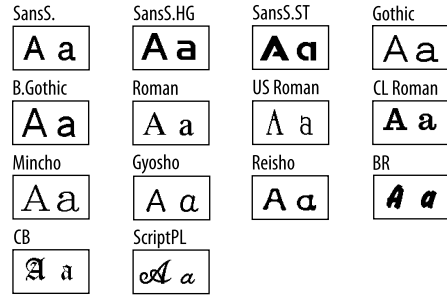 SansS. SansS.HG SansS.ST Gothic
A a A a A a A a
B.Gothic Roman US Roman CL Roman
A a A a A a A a
Mincho Gyosho Reisho BR
A a A a A a A a
CB ScriptPL
A a A a